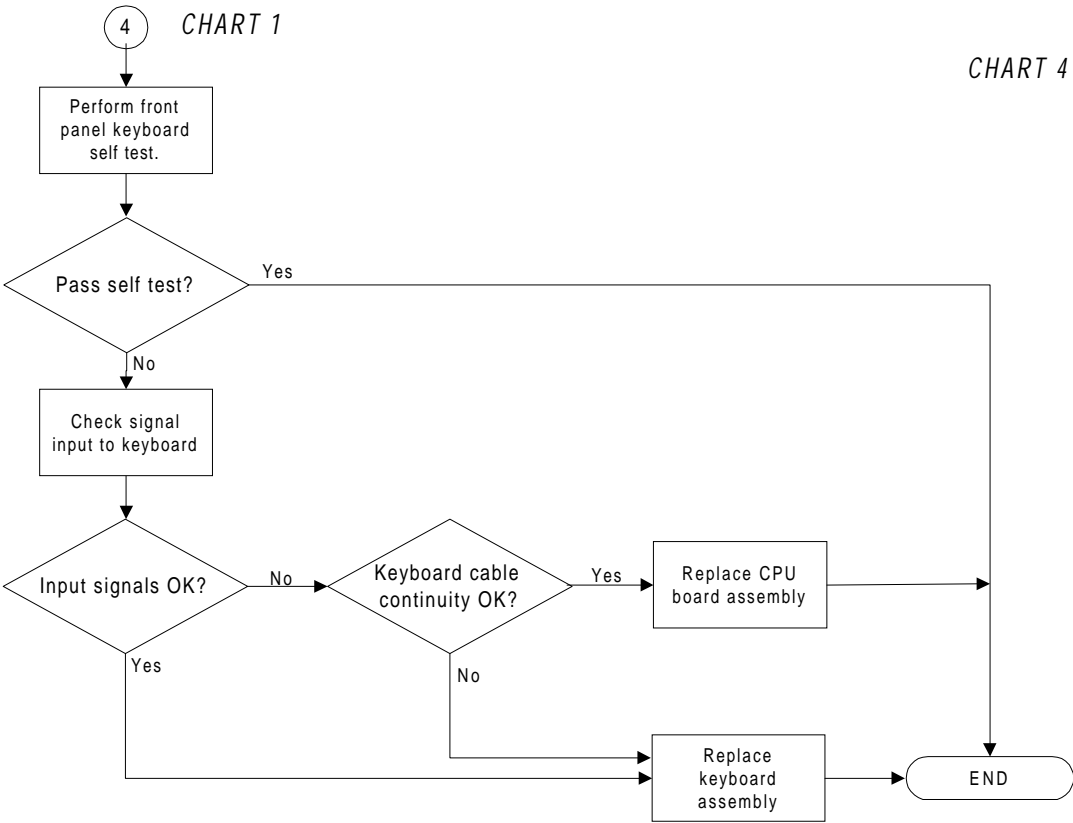 4
CHART 1
CHART 4
Perform front
panel keyboard
self test.
Pass self test?
Yes
No
Check signal
input to keyboard
Input signals OK?
No
Keyboard cable
continuity OK?
Yes
Replace CPU
board assembly
Yes
No
Replace
keyboard
assembly
END